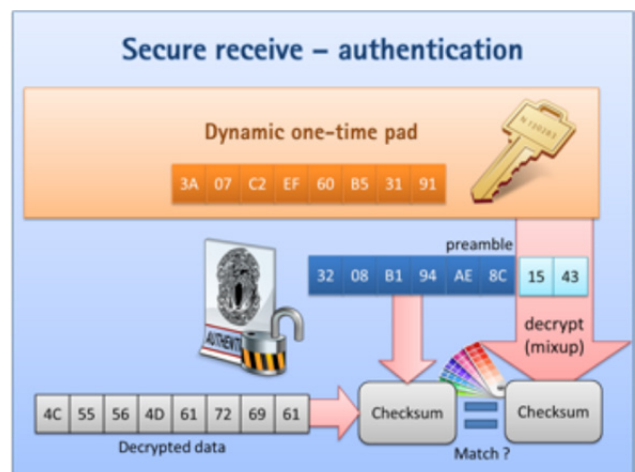 Secure receive – authentication
Dynamic one-time pad
3A 07 C2 EF 60 B5 31 91
preamble
32 08 B1 94 AE 8C 15 43
decrypt
(mixup)
4C 55 56 4D 61 72 69 61
Checksum
Checksum
Decrypted data
Match ?